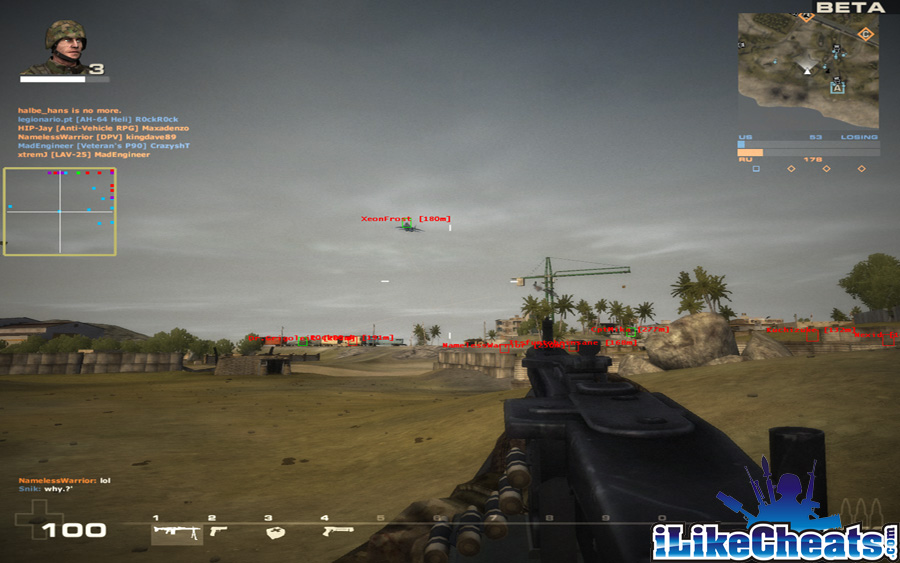 BETA
3
halbe_hans is no more.
legionario.pt [AH-64 Heli] R0ckR0ck
HIP-Jay [Anti-Vehicle RPG] Maxadenzo
NamelessWarrior [DPV] kingdave89
MadEngineer [Veteran's P90] CrazyshT
xtremJ [LAV-25] MadEngineer
C
A
US 53 LOSING
RU 176
XeonFrost [180m]
NamelessWarrior: lol
Snik: why.?'
1 2 3 4 5 6 7 8 9 0
100
iLikeCheats.com